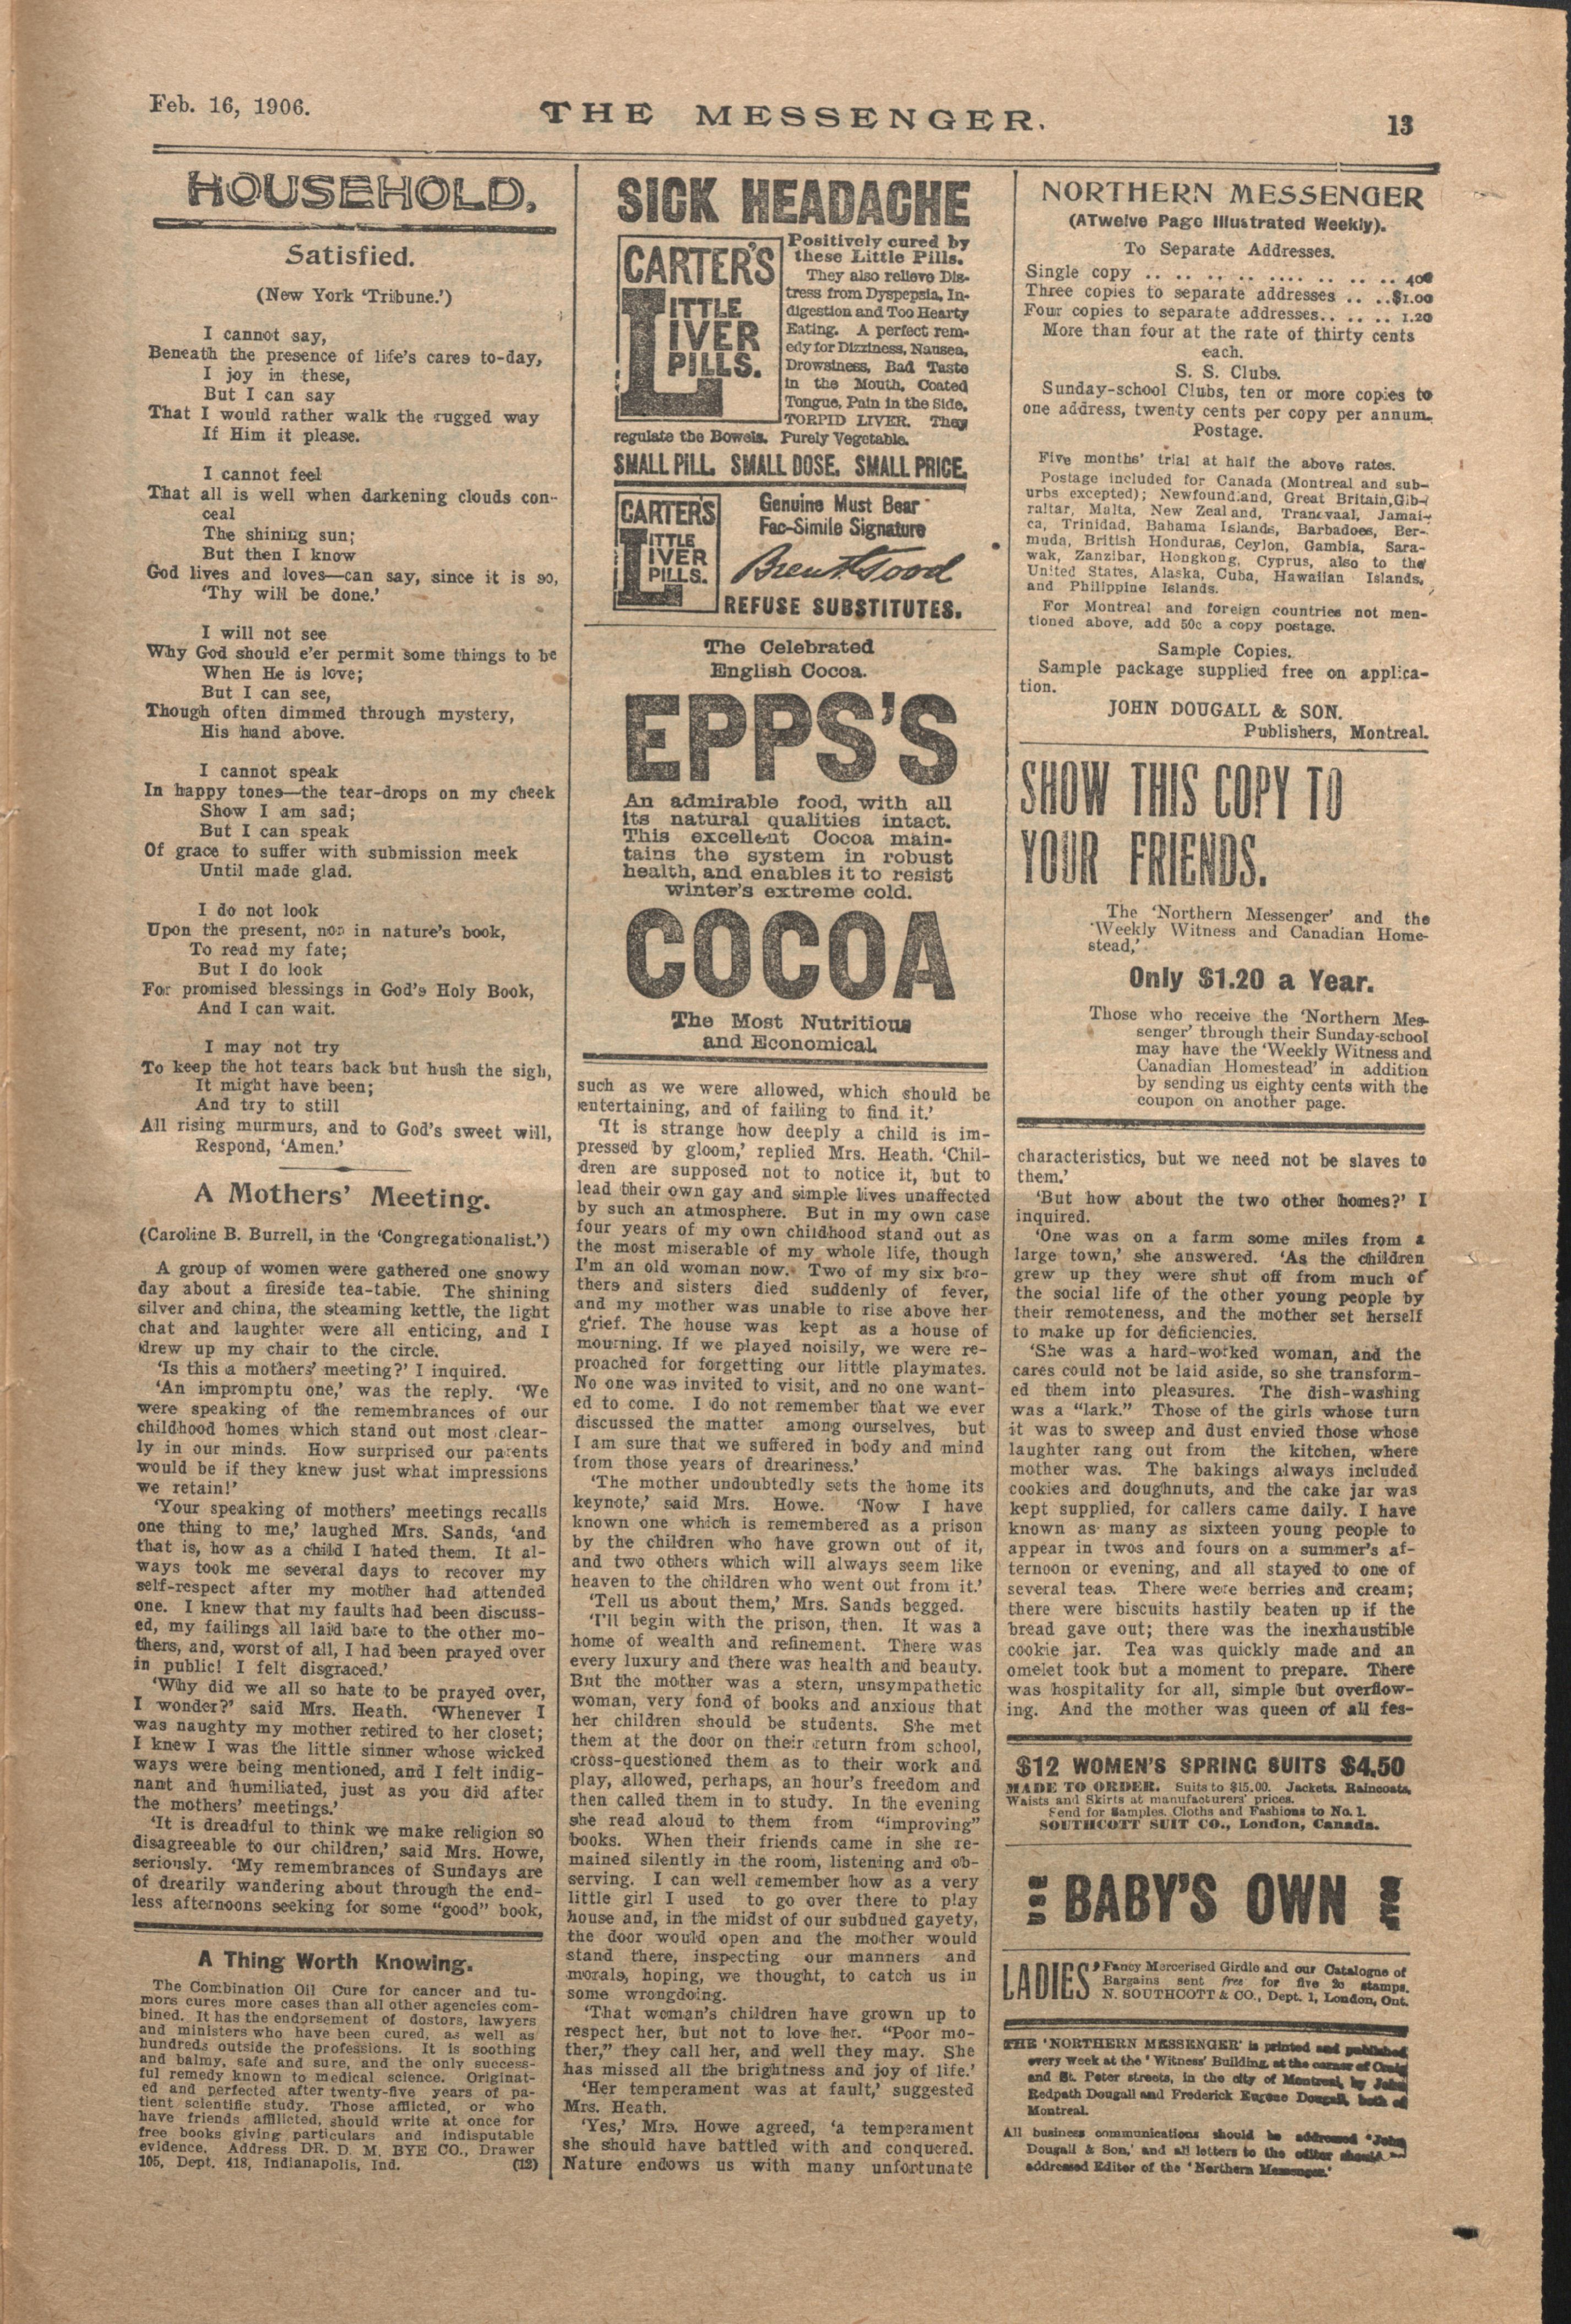 Feb. 16, 1906.
THE MESSENGER.
13
HOUSEHOLD.
Satisfied.
(New York 'Tribune.')
I cannot say,
Beneath the presence of life's cares to-day,
I joy in these,
But I can say
That I would rather walk the rugged way
If Him it please.
I cannot feel
That all is well when darkening clouds con-
ceal
The shining sun;
But then I know
God lives and loves—can say, since it is so,
'Thy will be done.'
I will not see
Why God should e'er permit some things to be
When He is love;
But I can see,
Though often dimmed through mystery,
His hand above.
I cannot speak
In happy tones—the tear-drops on my cheek
Show I am sad;
But I can speak
Of grace to suffer with submission meek
Until made glad.
I do not look
Upon the present, nor in nature's book,
To read my fate;
But I do look
For promised blessings in God's Holy Book,
And I can wait.
I may not try
To keep the hot tears back but hush the sigh,
It might have been;
And try to still
All rising murmurs, and to God's sweet will,
Respond, 'Amen.'
A Mothers' Meeting.
(Caroline B. Burrell, in the 'Congregationalist.')
A group of women were gathered one snowy
day about a fireside tea-table. The shining
silver and china, the steaming kettle, the light
chat and laughter were all enticing, and I
drew up my chair to the circle.
'Is this a mothers' meeting?' I inquired.
'An impromptu one,' was the reply. 'We
were speaking of the remembrances of our
childhood homes which stand out most clear-
ly in our minds. How surprised our parents
would be if they knew just what impressions
we retain!'
'Your speaking of mothers' meetings recalls
one thing to me,' laughed Mrs. Sands, 'and
that is, how as a child I hated them. It al-
ways took me several days to recover my
self-respect after my mother had attended
one. I knew that my faults had been discuss-
ed, my failings all laid bare to the other mo-
thers, and, worst of all, I had been prayed over
in public! I felt disgraced.'
'Why did we all so hate to be prayed over,
I wonder?' said Mrs. Heath. 'Whenever I
was naughty my mother retired to her closet;
I knew I was the little sinner whose wicked
ways were being mentioned, and I felt indig-
nant and humiliated, just as you did after
the mothers' meetings.'
'It is dreadful to think we make religion so
disagreeable to our children,' said Mrs. Howe,
seriously. 'My remembrances of Sundays are
of drearily wandering about through the end-
less afternoons seeking for some "good" book,
A Thing Worth Knowing.
The Combination Oil Cure for cancer and tu-
mors cures more cases than all other agencies com-
bined. It has the endorsement of dostors, lawyers
and ministers who have been cured, as well as
hundreds outside the professions. It is soothing
and balmy, safe and sure, and the only success-
ful remedy known to medical science. Originat-
ed and perfected after twenty-five years of pa-
tient scientific study. Those afflicted, or who
have friends afflicted, should write at once for
free books giving particulars and indisputable
evidence. Address DR. D. M. BYE CO., Drawer
105, Dept. 418, Indianapolis, Ind. (12)
SICK HEADACHE
CARTER'S
LITTLE
LIVER
PILLS.
Positively cured by
these Little Pills.
They also relieve Dis-
tress from Dyspepsia, In-
digestion and Too Hearty
Eating. A perfect rem-
edy for Dizziness, Nausea,
Drowsiness, Bad Taste
in the Mouth, Coated
Tongue, Pain in the Side,
TORPID LIVER. They
regulate the Bowels. Purely Vegetable.
SMALL PILL. SMALL DOSE. SMALL PRICE.
CARTER'S
LITTLE
LIVER
PILLS.
Genuine Must Bear
Fac-Simile Signature
Brent Good
REFUSE SUBSTITUTES.
The Celebrated
English Cocoa.
EPPS'S
An admirable food, with all
its natural qualities intact.
This excellent Cocoa main-
tains the system in robust
health, and enables it to resist
winter's extreme cold.
COCOA
The Most Nutritious
and Economical.
such as we were allowed, which should be
entertaining, and of failing to find it.'
'It is strange how deeply a child is im-
pressed by gloom,' replied Mrs. Heath. 'Chil-
dren are supposed not to notice it, but to
lead their own gay and simple lives unaffected
by such an atmosphere. But in my own case
four years of my own childhood stand out as
the most miserable of my whole life, though
I'm an old woman now. Two of my six bro-
thers and sisters died suddenly of fever,
and my mother was unable to rise above her
grief. The house was kept as a house of
mourning. If we played noisily, we were re-
proached for forgetting our little playmates.
No one was invited to visit, and no one want-
ed to come. I do not remember that we ever
discussed the matter among ourselves, but
I am sure that we suffered in body and mind
from those years of dreariness.'
'The mother undoubtedly sets the home its
keynote,' said Mrs. Howe. 'Now I have
known one which is remembered as a prison
by the children who have grown out of it,
and two others which will always seem like
heaven to the children who went out from it.'
'Tell us about them,' Mrs. Sands begged.
'I'll begin with the prison, then. It was a
home of wealth and refinement. There was
every luxury and there was health and beauty.
But the mother was a stern, unsympathetic
woman, very fond of books and anxious that
her children should be students. She met
them at the door on their return from school,
cross-questioned them as to their work and
play, allowed, perhaps, an hour's freedom and
then called them in to study. In the evening
she read aloud to them from "improving"
books. When their friends came in she re-
mained silently in the room, listening and ob-
serving. I can well remember how as a very
little girl I used to go over there to play
house and, in the midst of our subdued gayety,
the door would open and the mother would
stand there, inspecting our manners and
morals, hoping, we thought, to catch us in
some wrongdoing.
'That woman's children have grown up to
respect her, but not to love her. "Poor mo-
ther," they call her, and well they may. She
has missed all the brightness and joy of life.'
'Her temperament was at fault,' suggested
Mrs. Heath.
'Yes,' Mrs. Howe agreed, 'a temperament
she should have battled with and conquered.
Nature endows us with many unfortunate
NORTHERN MESSENGER
(A Twelve Page Illustrated Weekly).
To Separate Addresses.
Single copy .. .. .. .. .... .. .. .. .. 40c
Three copies to separate addresses .. ..$1.00
Four copies to separate addresses.. .. .. 1.20
More than four at the rate of thirty cents
each.
S. S. Clubs.
Sunday-school Clubs, ten or more copies to
one address, twenty cents per copy per annum.
Postage.
Five months' trial at half the above rates.
Postage included for Canada (Montreal and sub-
urbs excepted); Newfoundland, Great Britain, Gib-
raltar, Malta, New Zealand, Transvaal, Jamai-
ca, Trinidad, Bahama Islands, Barbadoes, Ber-
muda, British Honduras, Ceylon, Gambia, Sara-
wak, Zanzibar, Hongkong, Cyprus, also to the
United States, Alaska, Cuba, Hawaiian Islands,
and Philippine Islands.
For Montreal and foreign countries not men-
tioned above, add 50c a copy postage.
Sample Copies.
Sample package supplied free on applica-
tion.
JOHN DOUGALL & SON.
Publishers, Montreal.
SHOW THIS COPY TO
YOUR FRIENDS.
The 'Northern Messenger' and the
'Weekly Witness and Canadian Home-
stead,'
Only $1.20 a Year.
Those who receive the 'Northern Mes-
senger' through their Sunday-school
may have the 'Weekly Witness and
Canadian Homestead' in addition
by sending us eighty cents with the
coupon on another page.
characteristics, but we need not be slaves to
them.'
'But how about the two other homes?' I
inquired.
'One was on a farm some miles from a
large town,' she answered. 'As the children
grew up they were shut off from much of
the social life of the other young people by
their remoteness, and the mother set herself
to make up for deficiencies.
'She was a hard-worked woman, and the
cares could not be laid aside, so she transform-
ed them into pleasures. The dish-washing
was a "lark." Those of the girls whose turn
it was to sweep and dust envied those whose
laughter rang out from the kitchen, where
mother was. The bakings always included
cookies and doughnuts, and the cake jar was
kept supplied, for callers came daily. I have
known as many as sixteen young people to
appear in twos and fours on a summer's af-
ternoon or evening, and all stayed to one of
several teas. There were berries and cream;
there were biscuits hastily beaten up if the
bread gave out; there was the inexhaustible
cookie jar. Tea was quickly made and an
omelet took but a moment to prepare. There
was hospitality for all, simple but overflow-
ing. And the mother was queen of all fes-
$12 WOMEN'S SPRING SUITS $4.50
MADE TO ORDER. Suits to $15.00. Jackets, Raincoats,
Waists and Skirts at manufacturers' prices.
Send for Samples, Cloths and Fashions to No. 1.
SOUTHCOTT SUIT CO., London, Canada.
BABY'S OWN
LADIES' Fancy Mercerised Girdle and our Catalogue of
Bargains sent free for five 2c stamps.
N. SOUTHCOTT & CO., Dept. 1, London, Ont.
THE 'NORTHERN MESSENGER' is printed and published
every week at the 'Witness' Building, at the corner of Craig
and St. Peter streets, in the city of Montreal, by John
Redpath Dougall and Frederick Eugene Dougall, both of
Montreal.
All business communications should be addressed 'John
Dougall & Son,' and all letters to the editor should be
addressed Editor of the 'Northern Messenger.'